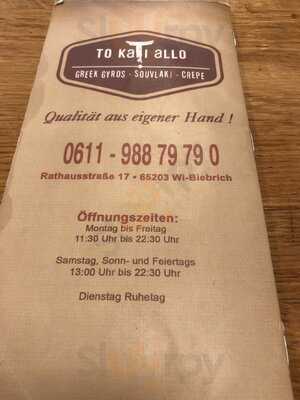 TO Kati aLLO
GREEK GYROS - SOUVLAKI - CREPE
Qualität aus eigener Hand !
0611 - 988 79 79 0
Rathausstraße 17 • 65203 Wi-Biebrich
Öffnungszeiten:
Montag bis Freitag
11:30 Uhr bis 22:30 Uhr
Samstag, Sonn- und Feiertags
13:00 Uhr bis 22:30 Uhr
Dienstag Ruhetag